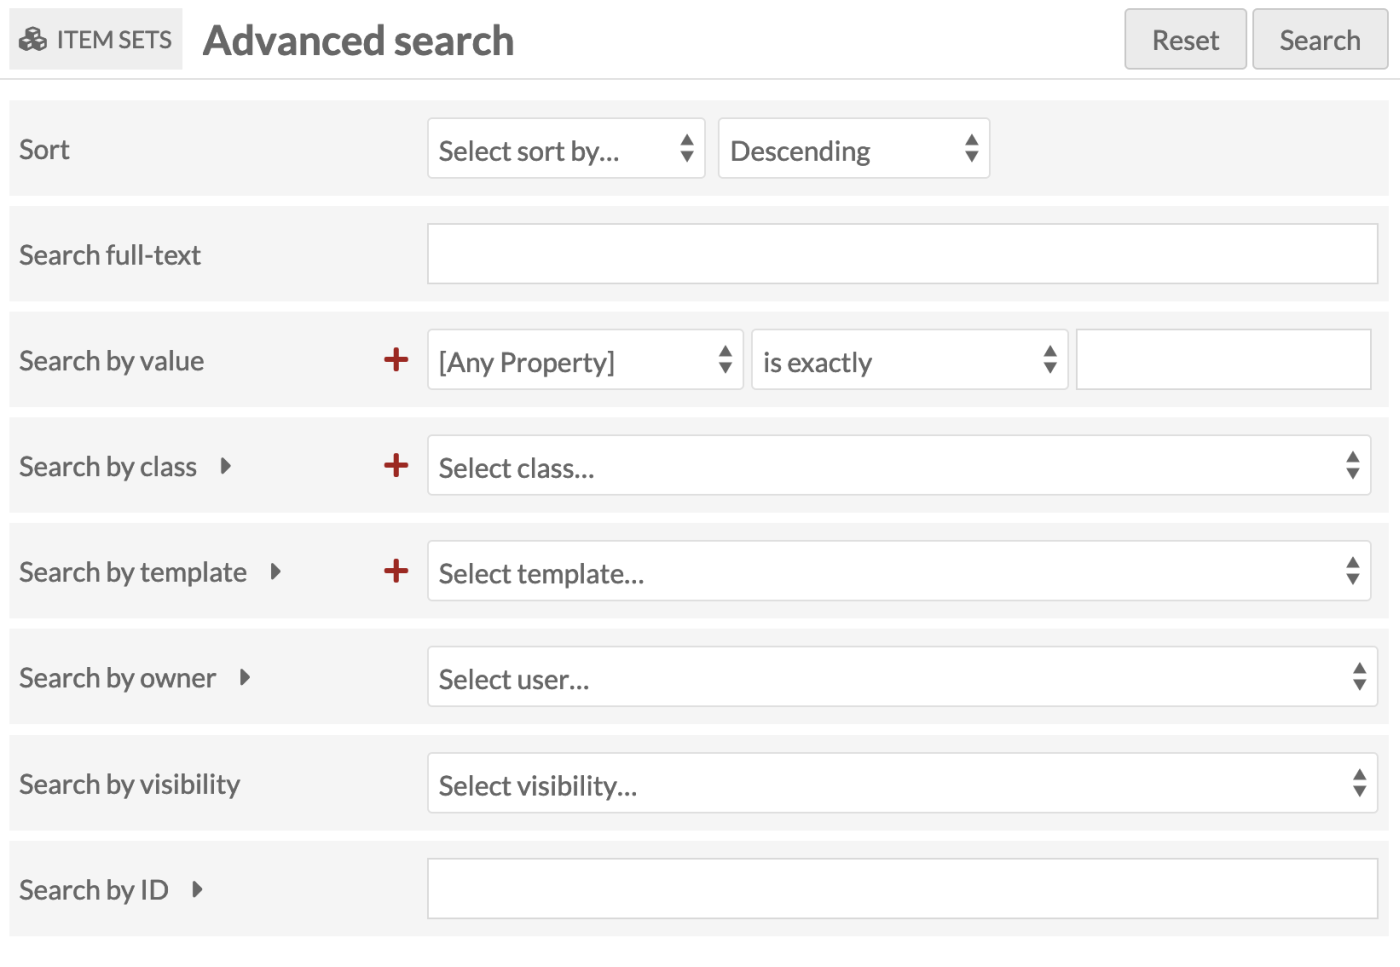 ITEM SETS Advanced search Reset Search
Sort Select sort by... Descending
Search full-text
Search by value [Any Property] is exactly
Search by class Select class...
Search by template Select template...
Search by owner Select user...
Search by visibility Select visibility...
Search by ID